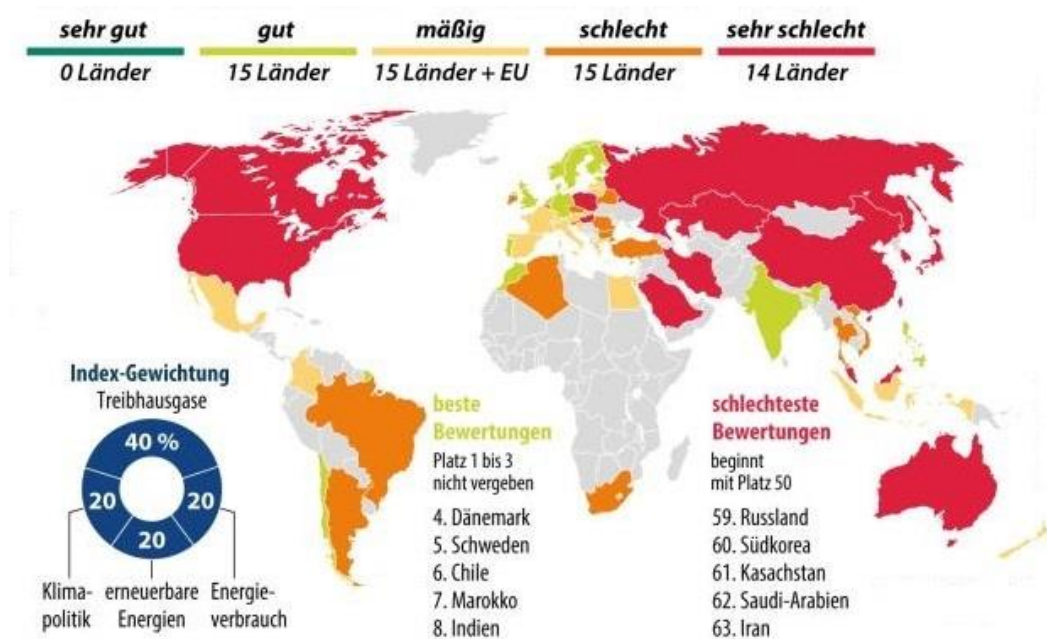 sehr gut
0 Länder
gut
15 Länder
mäßig
15 Länder + EU
schlecht
15 Länder
sehr schlecht
14 Länder
Index-Gewichtung
Treibhausgase
40 %
20
20
20
Klima-
politik
erneuerbare
Energien
Energie-
verbrauch
beste
Bewertungen
Platz 1 bis 3
nicht vergeben
4. Dänemark
5. Schweden
6. Chile
7. Marokko
8. Indien
schlechteste
Bewertungen
beginnt
mit Platz 50
59. Russland
60. Südkorea
61. Kasachstan
62. Saudi-Arabien
63. Iran